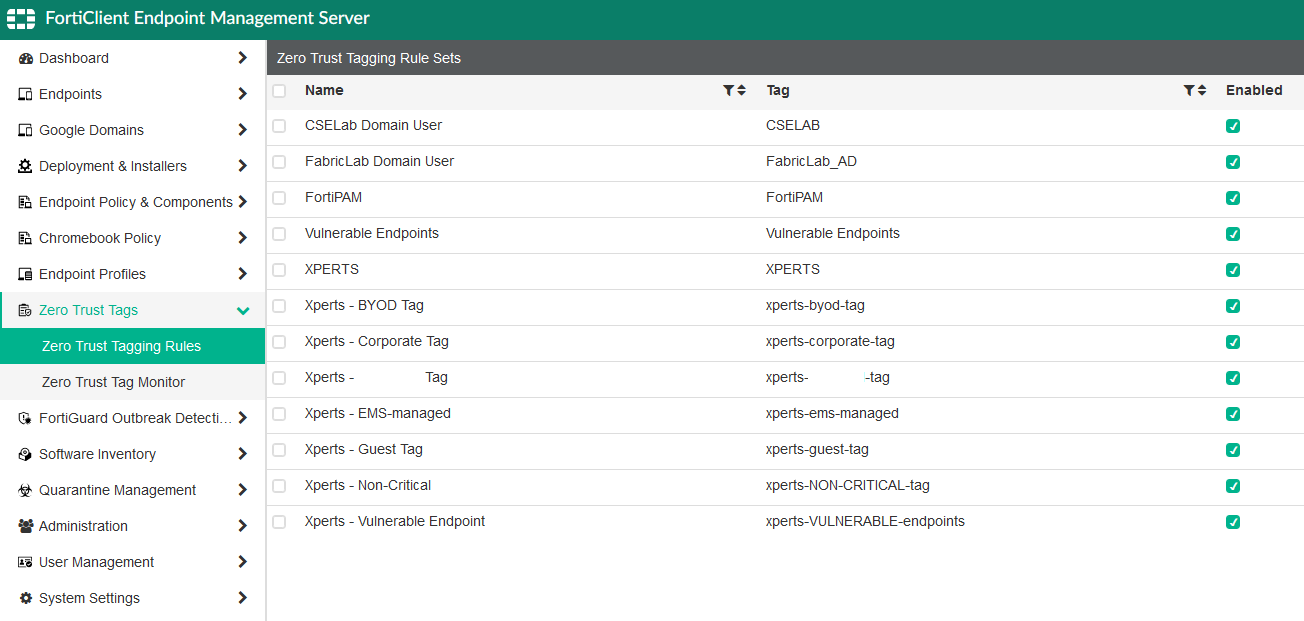 FortiClient Endpoint Management Server
Dashboard
Endpoints
Google Domains
Deployment & Installers
Endpoint Policy & Components
Chromebook Policy
Endpoint Profiles
Zero Trust Tags
Zero Trust Tagging Rules
Zero Trust Tag Monitor
FortiGuard Outbreak Detecti...
Software Inventory
Quarantine Management
Administration
User Management
System Settings
Zero Trust Tagging Rule Sets
Name Tag Enabled
CSELab Domain User CSELAB
FabricLab Domain User FabricLab_AD
FortiPAM FortiPAM
Vulnerable Endpoints Vulnerable Endpoints
XPERTS XPERTS
Xperts - BYOD Tag xperts-byod-tag
Xperts - Corporate Tag xperts-corporate-tag
Xperts - Tag xperts- -tag
Xperts - EMS-managed xperts-ems-managed
Xperts - Guest Tag xperts-guest-tag
Xperts - Non-Critical xperts-NON-CRITICAL-tag
Xperts - Vulnerable Endpoint xperts-VULNERABLE-endpoints